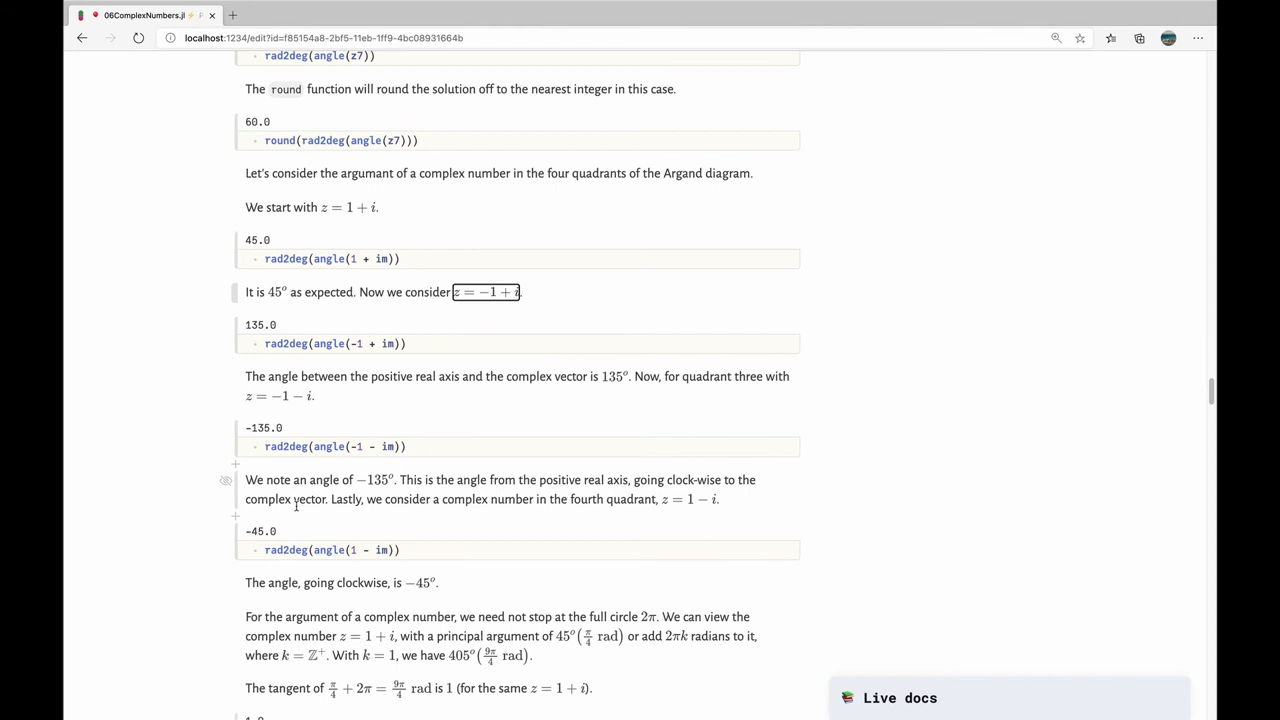 06ComplexNumbers.jl
localhost:1234/edit?id=f85154a8-2bf5-11eb-1ff9-4bc08931664b
rad2deg(angle(z7))
The round function will round the solution off to the nearest integer in this case.
60.0
round(rad2deg(angle(z7)))
Let's consider the argumant of a complex number in the four quadrants of the Argand diagram.
We start with z = 1 + i.
45.0
rad2deg(angle(1 + im))
It is 45° as expected. Now we consider z = −1 + i.
135.0
rad2deg(angle(-1 + im))
The angle between the positive real axis and the complex vector is 135°. Now, for quadrant three with
z = −1 − i.
-135.0
rad2deg(angle(-1 - im))
We note an angle of −135°. This is the angle from the positive real axis, going clock-wise to the
complex vector. Lastly, we consider a complex number in the fourth quadrant, z = 1 − i.
-45.0
rad2deg(angle(1 - im))
The angle, going clockwise, is −45°.
For the argument of a complex number, we need not stop at the full circle 2π. We can view the
complex number z = 1 + i, with a principal argument of 45° (π/4 rad) or add 2πk radians to it,
where k = ℤ⁺. With k = 1, we have 405° (9π/4 rad).
The tangent of π/4 + 2π = 9π/4 rad is 1 (for the same z = 1 + i).
Live docs